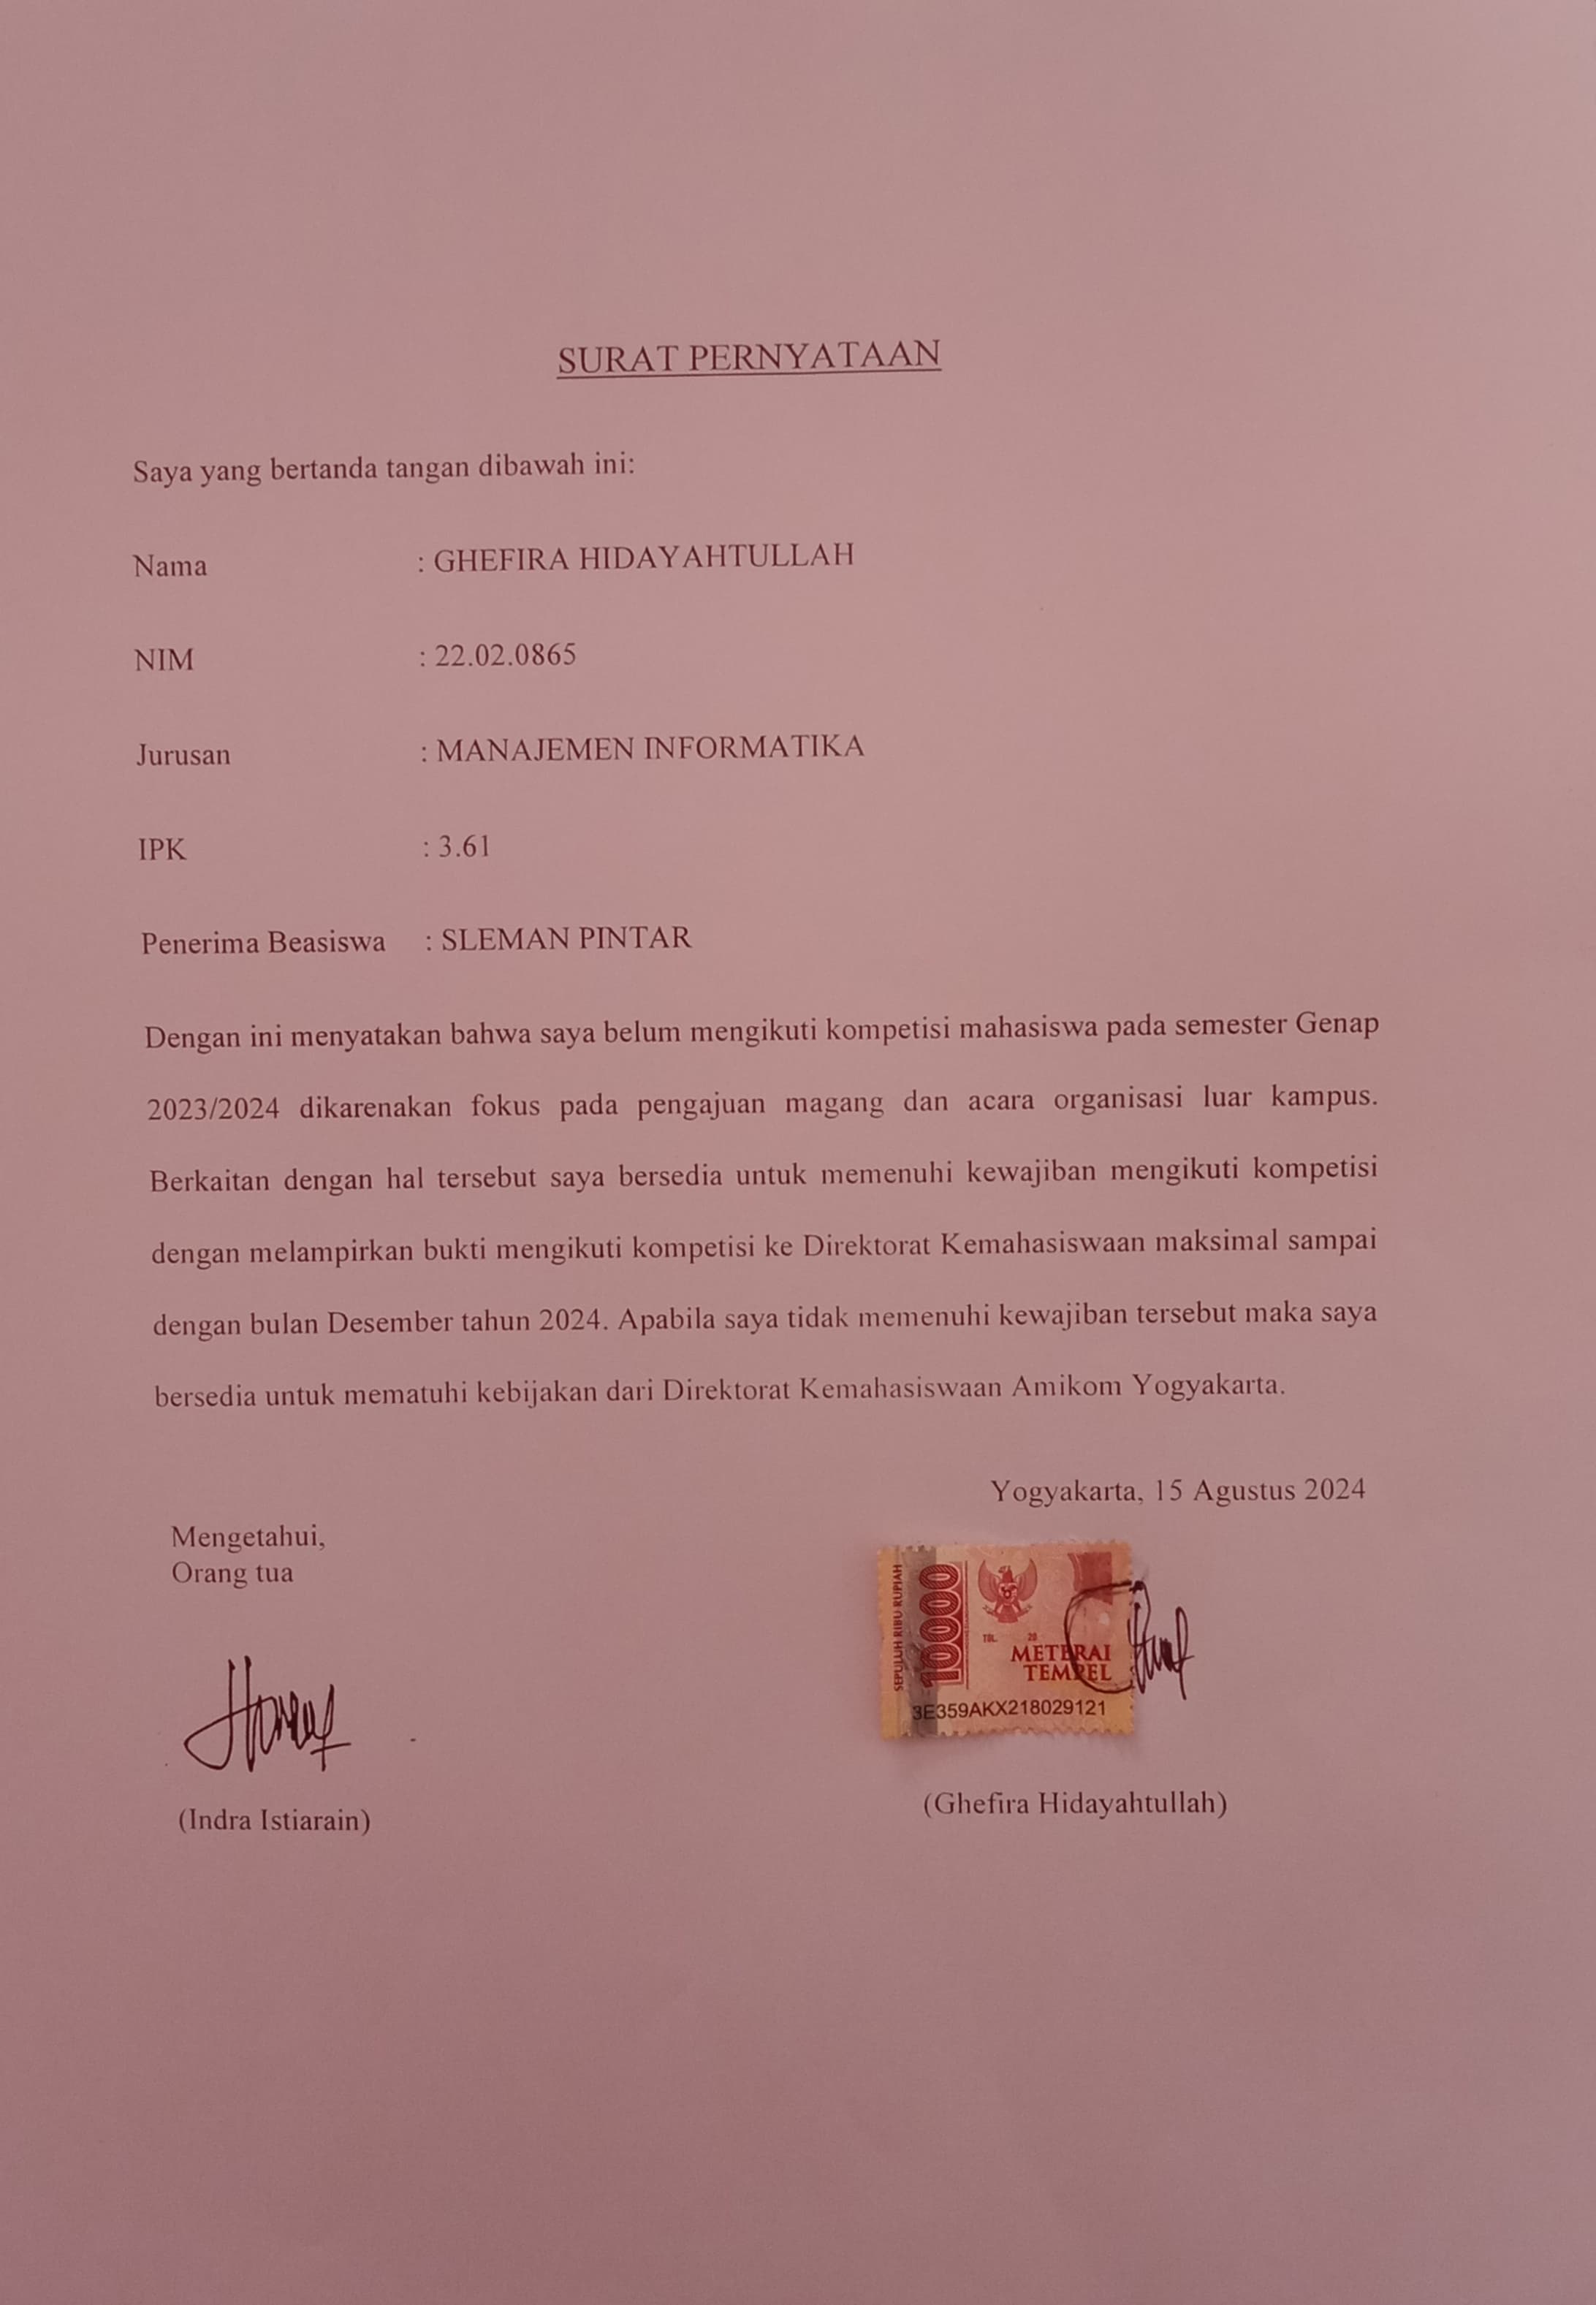 SURAT PERNYATAAN
Saya yang bertanda tangan dibawah ini:
Nama : GHEFIRA HIDAYAHTULLAH
NIM : 22.02.0865
Jurusan : MANAJEMEN INFORMATIKA
IPK : 3.61
Penerima Beasiswa : SLEMAN PINTAR
Dengan ini menyatakan bahwa saya belum mengikuti kompetisi mahasiswa pada semester Genap
2023/2024 dikarenakan fokus pada pengajuan magang dan acara organisasi luar kampus.
Berkaitan dengan hal tersebut saya bersedia untuk memenuhi kewajiban mengikuti kompetisi
dengan melampirkan bukti mengikuti kompetisi ke Direktorat Kemahasiswaan maksimal sampai
dengan bulan Desember tahun 2024. Apabila saya tidak memenuhi kewajiban tersebut maka saya
bersedia untuk mematuhi kebijakan dari Direktorat Kemahasiswaan Amikom Yogyakarta.
Yogyakarta, 15 Agustus 2024
Mengetahui,
Orang tua
SEPULUH RIBU RUPIAH
10000
TGL. 20
METERAI
TEMPEL
3E359AKX218029121
(Indra Istiarain)
(Ghefira Hidayahtullah)